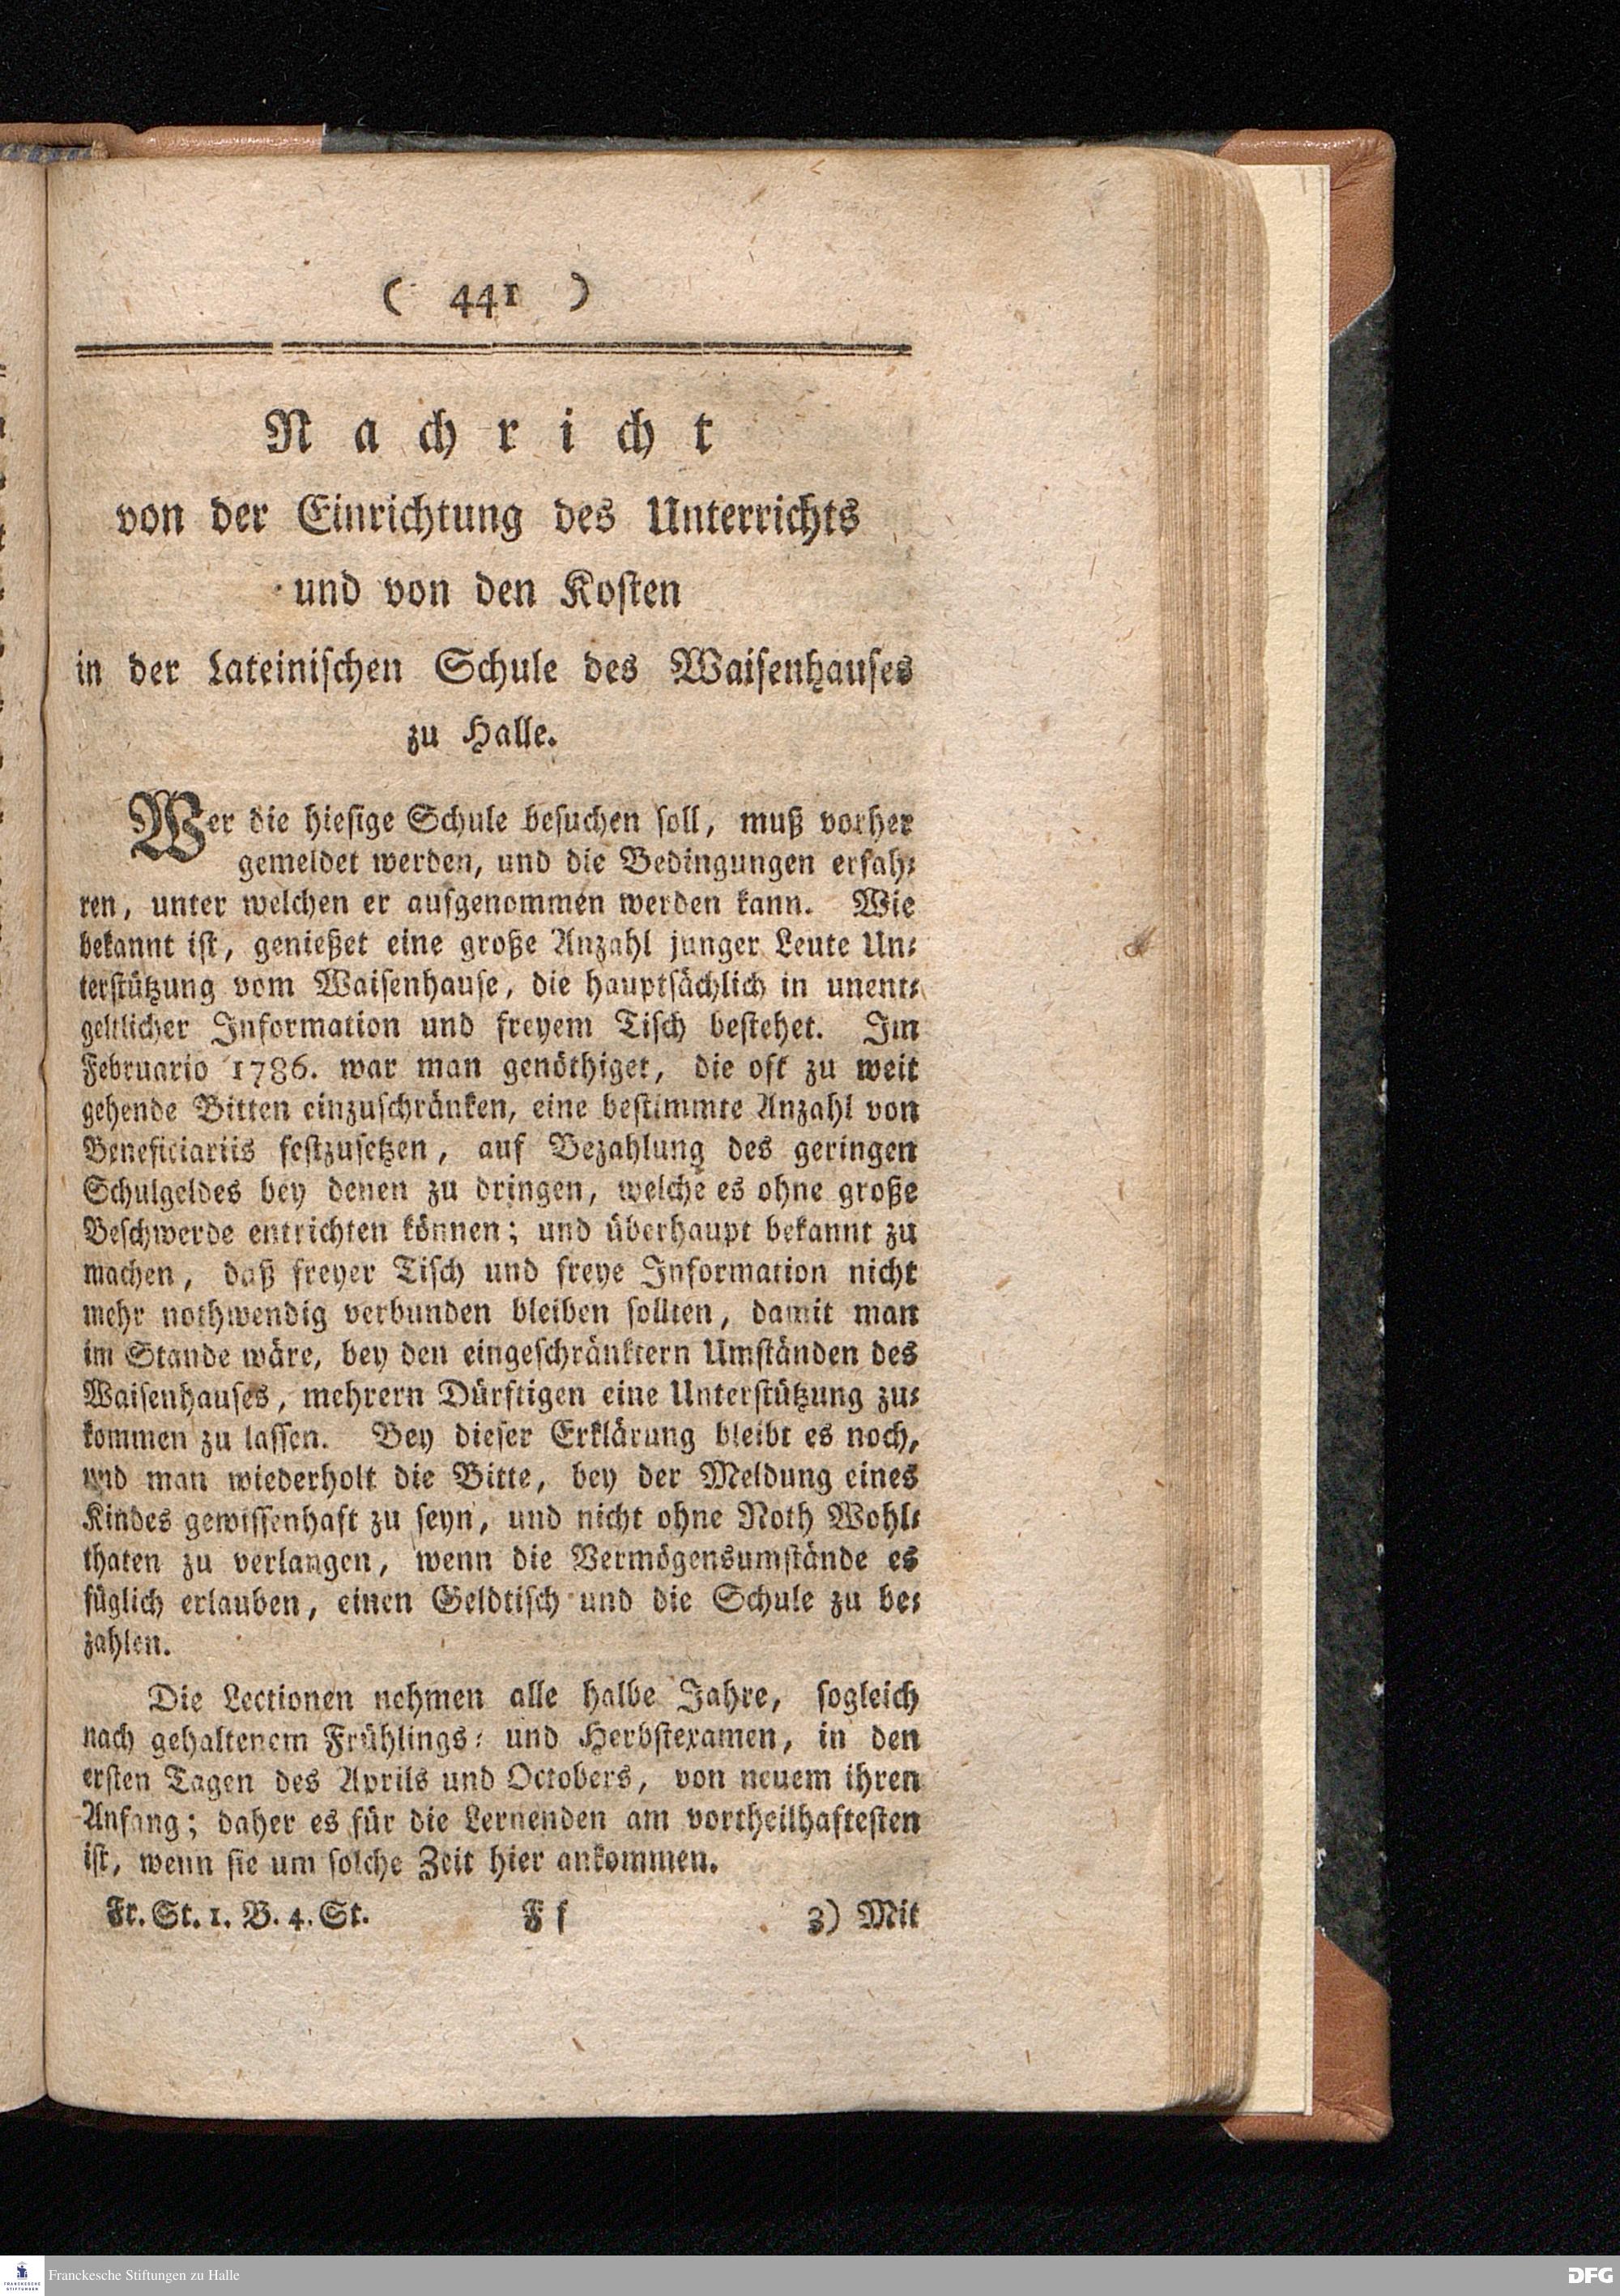 ( 441 )
Nachricht
von der Einrichtung des Unterrichts
und von den Kosten
in der Lateinischen Schule des Waisenhauses
zu Halle.
Wer die hiesige Schule besuchen soll, muß vorher
gemeldet werden, und die Bedingungen erfah-
ren, unter welchen er aufgenommen werden kann. Wie
bekannt ist, genießet eine große Anzahl junger Leute Un-
terstützung vom Waisenhause, die hauptsächlich in unent-
geltlicher Information und freyem Tisch bestehet. Im
Februario 1786. war man genöthiget, die oft zu weit
gehende Bitten einzuschränken, eine bestimmte Anzahl von
Beneficiariis festzusetzen, auf Bezahlung des geringen
Schulgeldes bey denen zu dringen, welche es ohne große
Beschwerde entrichten können; und überhaupt bekannt zu
machen, daß freyer Tisch und freye Information nicht
mehr nothwendig verbunden bleiben sollten, damit man
im Stande wäre, bey den eingeschränktern Umständen des
Waisenhauses, mehrern Dürftigen eine Unterstützung zu-
kommen zu lassen. Bey dieser Erklärung bleibt es noch,
und man wiederholt die Bitte, bey der Meldung eines
Kindes gewissenhaft zu seyn, und nicht ohne Noth Wohl-
thaten zu verlangen, wenn die Vermögensumstände es
füglich erlauben, einen Geldtisch und die Schule zu be-
zahlen.
Die Lectionen nehmen alle halbe Jahre, sogleich
nach gehaltenem Frühlings- und Herbstexamen, in den
ersten Tagen des Aprils und Octobers, von neuem ihren
Anfang; daher es für die Lernenden am vortheilhaftesten
ist, wenn sie um solche Zeit hier ankommen.
Fr. St. 1. B. 4. St. F f 3) Mit
FRANCKESCHE STIFTUNGEN Franckesche Stiftungen zu Halle DFG